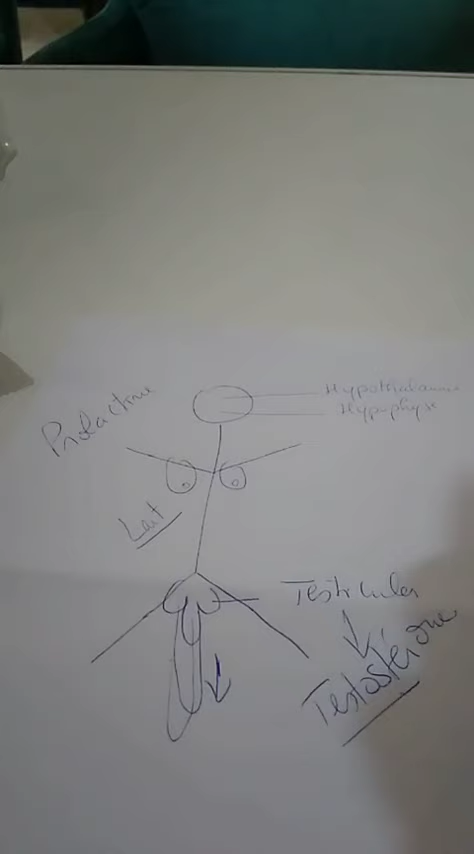 Hypothalamus
Hypophyse
Prolactine
Lait
Testicules
Testostérone